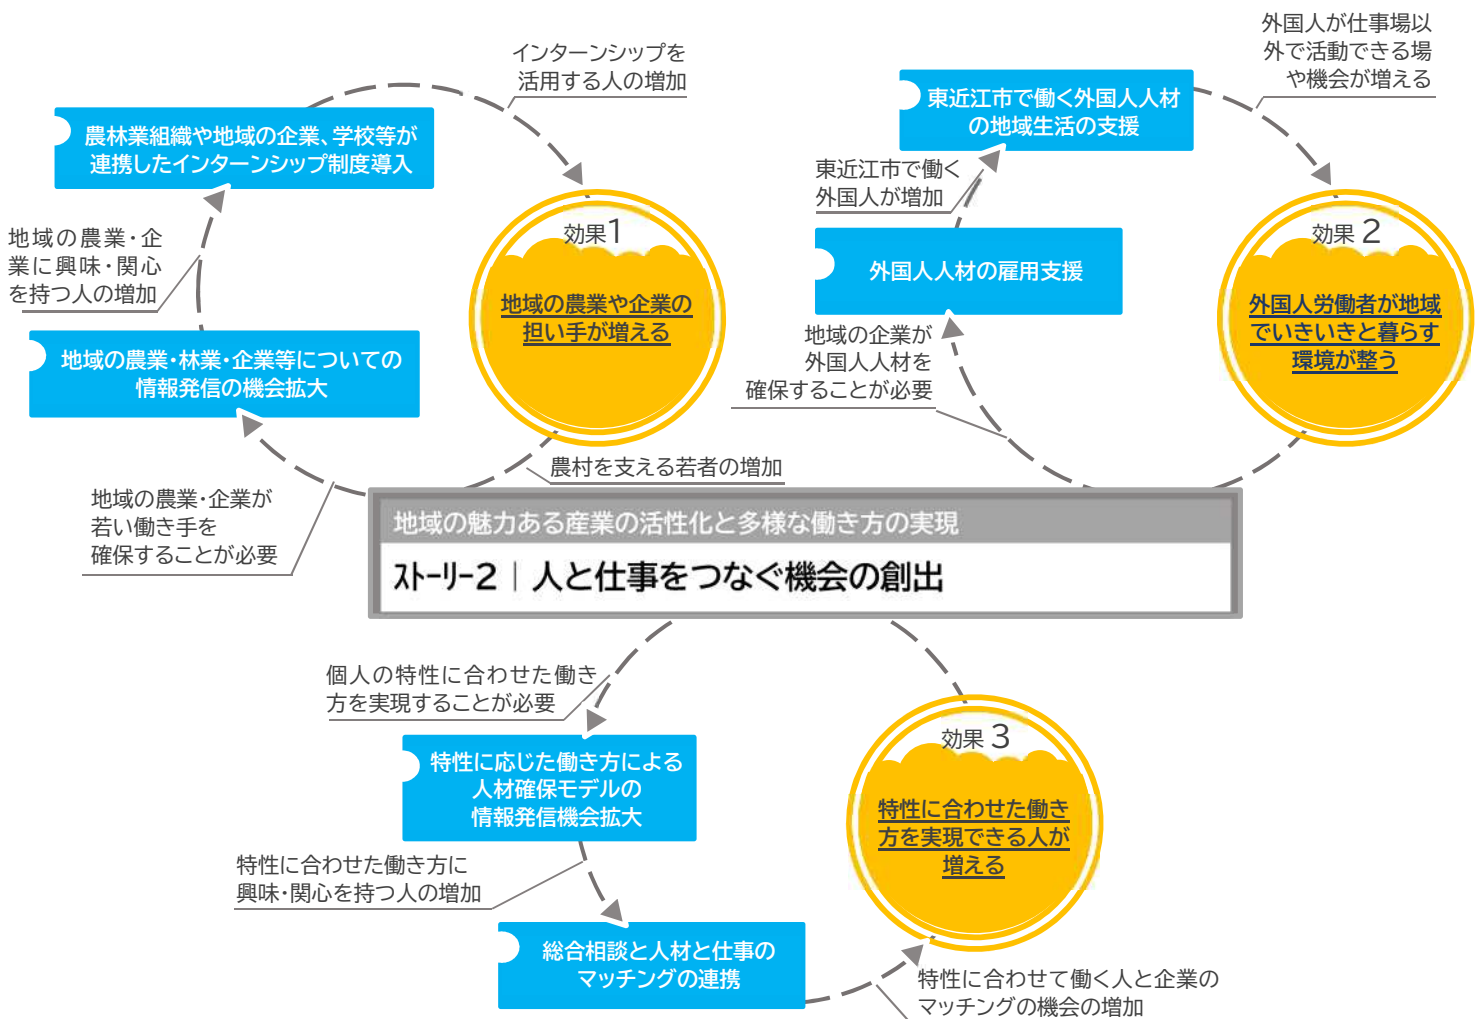 インターンシップを
活用する人の増加
農林業組織や地域の企業、学校等が
連携したインターンシップ制度導入
地域の農業・企
業に興味・関心
を持つ人の増加
地域の農業・林業・企業等についての
情報発信の機会拡大
地域の農業・企業が
若い働き手を
確保することが必要
効果1
地域の農業や企業の
担い手が増える
農村を支える若者の増加
外国人が仕事場以
外で活動できる場
や機会が増える
東近江市で働く外国人人材
の地域生活の支援
東近江市で働く
外国人が増加
外国人人材の雇用支援
地域の企業が
外国人人材を
確保することが必要
効果 2
外国人労働者が地域
でいきいきと暮らす
環境が整う
地域の魅力ある産業の活性化と多様な働き方の実現
ストーリー2｜人と仕事をつなぐ機会の創出
個人の特性に合わせた働き
方を実現することが必要
特性に応じた働き方による
人材確保モデルの
情報発信機会拡大
特性に合わせた働き方に
興味・関心を持つ人の増加
総合相談と人材と仕事の
マッチングの連携
効果 3
特性に合わせた働き
方を実現できる人が
増える
特性に合わせて働く人と企業の
マッチングの機会の増加